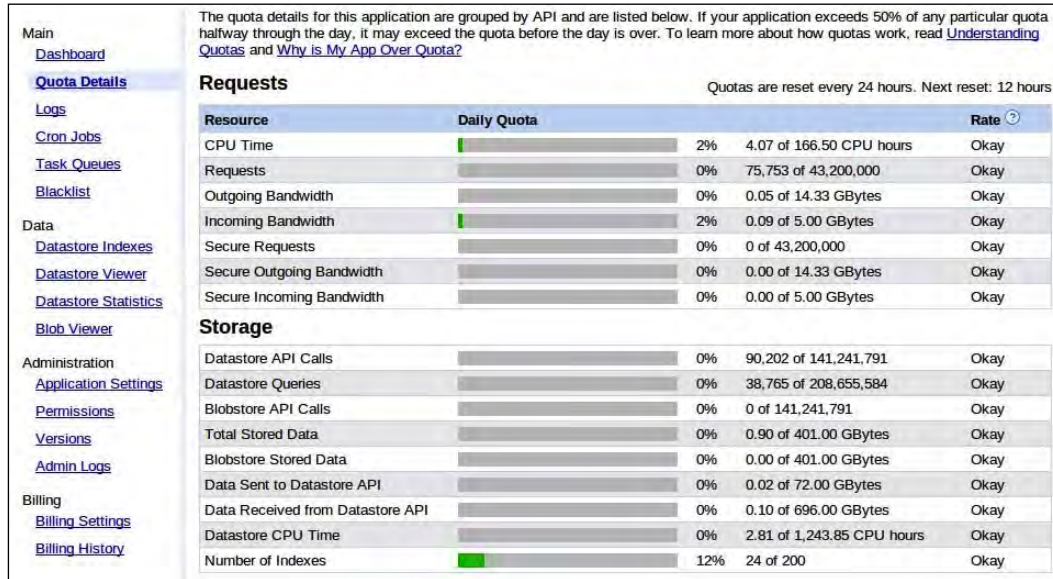 Main
Dashboard
Quota Details
Logs
Cron Jobs
Task Queues
Blacklist
Data
Datastore Indexes
Datastore Viewer
Datastore Statistics
Blob Viewer
Administration
Application Settings
Permissions
Versions
Admin Logs
Billing
Billing Settings
Billing History
The quota details for this application are grouped by API and are listed below. If your application exceeds 50% of any particular quota
halfway through the day, it may exceed the quota before the day is over. To learn more about how quotas work, read Understanding
Quotas and Why is My App Over Quota?
Requests Quotas are reset every 24 hours. Next reset: 12 hours
Resource Daily Quota Rate ?
CPU Time 2% 4.07 of 166.50 CPU hours Okay
Requests 0% 75,753 of 43,200,000 Okay
Outgoing Bandwidth 0% 0.05 of 14.33 GBytes Okay
Incoming Bandwidth 2% 0.09 of 5.00 GBytes Okay
Secure Requests 0% 0 of 43,200,000 Okay
Secure Outgoing Bandwidth 0% 0.00 of 14.33 GBytes Okay
Secure Incoming Bandwidth 0% 0.00 of 5.00 GBytes Okay
Storage
Datastore API Calls 0% 90,202 of 141,241,791 Okay
Datastore Queries 0% 38,765 of 208,655,584 Okay
Blobstore API Calls 0% 0 of 141,241,791 Okay
Total Stored Data 0% 0.90 of 401.00 GBytes Okay
Blobstore Stored Data 0% 0.00 of 401.00 GBytes Okay
Data Sent to Datastore API 0% 0.02 of 72.00 GBytes Okay
Data Received from Datastore API 0% 0.10 of 696.00 GBytes Okay
Datastore CPU Time 0% 2.81 of 1,243.85 CPU hours Okay
Number of Indexes 12% 24 of 200 Okay